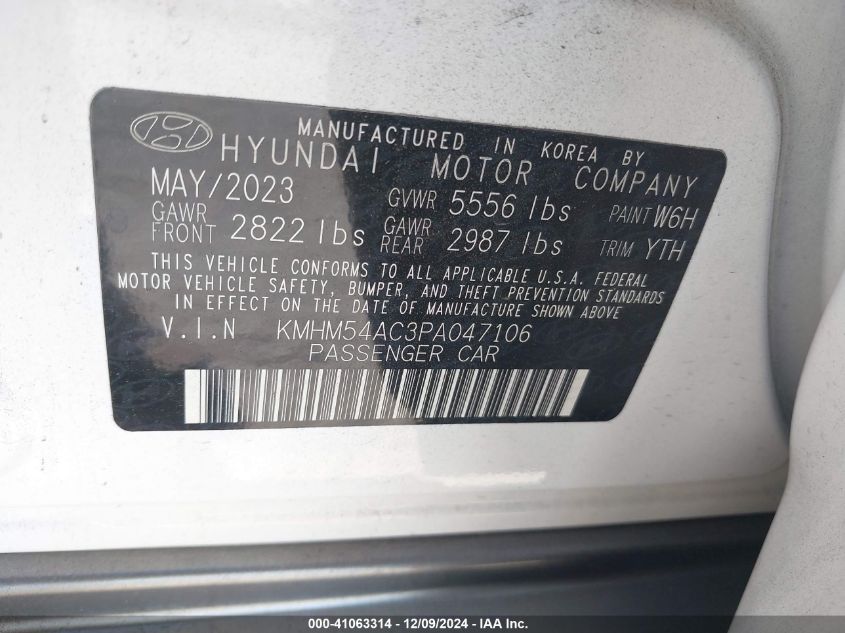 MANUFACTURED IN KOREA BY
HYUNDAI MOTOR COMPANY
MAY/2023 GVWR 5556 lbs PAINT W6H
GAWR FRONT 2822 lbs GAWR REAR 2987 lbs TRIM YTH
THIS VEHICLE CONFORMS TO ALL APPLICABLE U.S.A. FEDERAL
MOTOR VEHICLE SAFETY, BUMPER, AND THEFT PREVENTION STANDARDS
IN EFFECT ON THE DATE OF MANUFACTURE SHOWN ABOVE
V.I.N KMHM54AC3PA047106
PASSENGER CAR
000-41063314 / 12/09/2024 - IAA Inc.